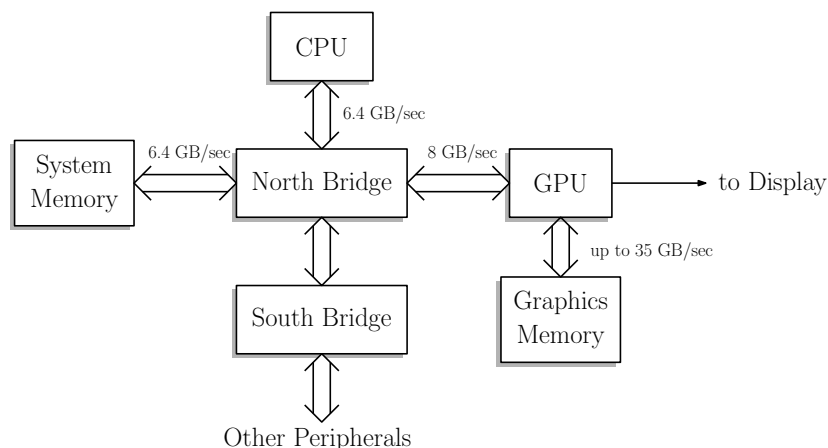 CPU
6.4 GB/sec
System
Memory
6.4 GB/sec
North Bridge
8 GB/sec
GPU
to Display
up to 35 GB/sec
South Bridge
Graphics
Memory
Other Peripherals